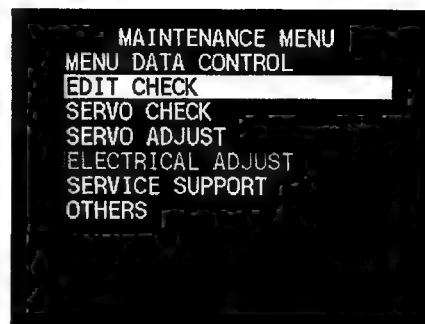 MAINTENANCE MENU
MENU DATA CONTROL
EDIT CHECK
SERVO CHECK
SERVO ADJUST
ELECTRICAL ADJUST
SERVICE SUPPORT
OTHERS